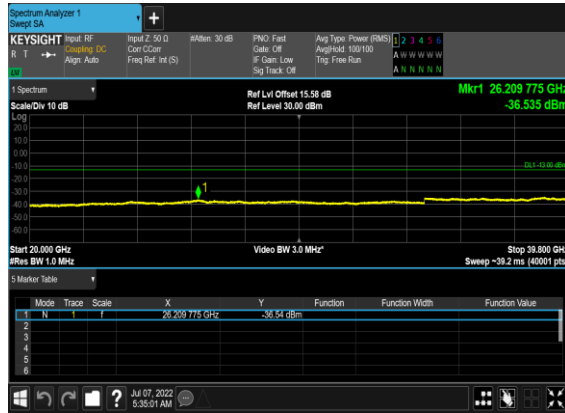 Spectrum Analyzer 1
Swept SA
+
KEYSIGHT Input: RF Input Z: 50 Ω #Atten: 30 dB PNO: Fast Avg Type: Power (RMS) 1 2 3 4 5 6
R T Coupling: DC Corr CCorr Gate: Off Avg|Hold: 100/100 A W W W W W
Align: Auto Freq Ref: Int (S) IF Gain: Low Trig: Free Run
LW Sig Track: Off A N N N N N
1 Spectrum Ref Lvl Offset 15.58 dB Mkr1 26.209 775 GHz
Scale/Div 10 dB Ref Level 30.00 dBm -36.535 dBm
Log
20.0
10.0
0.00
-10.0 DL1 -13.00 dBm
-20.0
-30.0 1
-40.0
-50.0
-60.0
Start 20.000 GHz Video BW 3.0 MHz* Stop 39.800 GHz
#Res BW 1.0 MHz Sweep ~39.2 ms (40001 pts)
5 Marker Table
Mode Trace Scale X Y Function Function Width Function Value
1 N 1 f 26.209 775 GHz -36.54 dBm
2
3
4
5
6
? Jul 07, 2022
5:35:01 AM